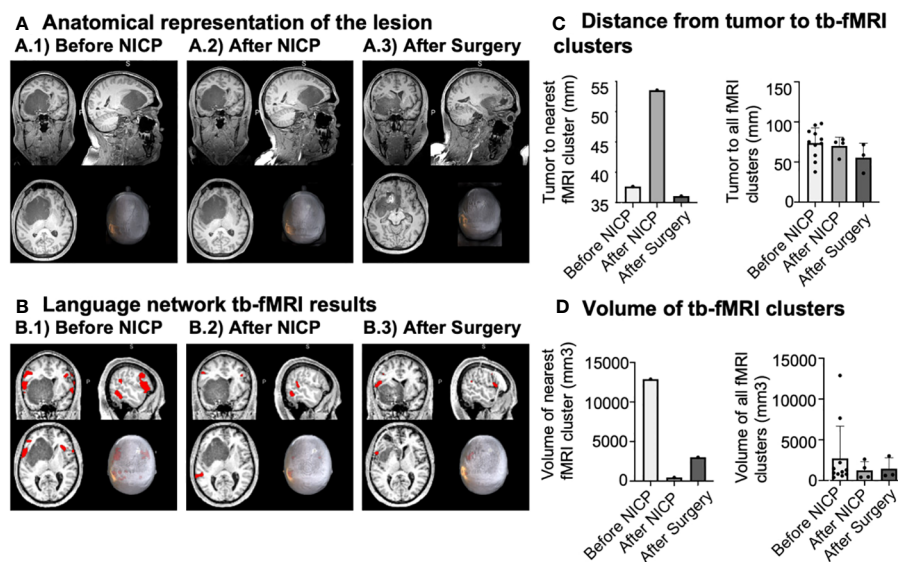 A Anatomical representation of the lesion
A.1) Before NICP
A.2) After NICP
A.3) After Surgery
S
P
S
P
S
B Language network tb-fMRI results
B.1) Before NICP
B.2) After NICP
B.3) After Surgery
S
P
S
P
S
C Distance from tumor to tb-fMRI
clusters
Tumor to nearest
fMRI cluster (mm)
55
50
45
40
35
Before NICP
After NICP
After Surgery
Tumor to all fMRI
clusters (mm)
150
100
50
0
Before NICP
After NICP
After Surgery
D Volume of tb-fMRI clusters
Volume of nearest
fMRI cluster (mm3)
15000
10000
5000
0
Before NICP
After NICP
After Surgery
Volume of all fMRI
clusters (mm3)
15000
10000
5000
0
Before NICP
After NICP
After Surgery